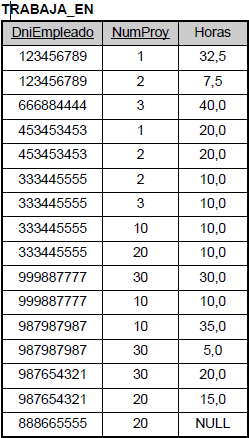 TRABAJA_EN
DniEmpleado NumProy Horas
123456789 1 32,5
123456789 2 7,5
666884444 3 40,0
453453453 1 20,0
453453453 2 20,0
333445555 2 10,0
333445555 3 10,0
333445555 10 10,0
333445555 20 10,0
999887777 30 30,0
999887777 10 10,0
987987987 10 35,0
987987987 30 5,0
987654321 30 20,0
987654321 20 15,0
888665555 20 NULL